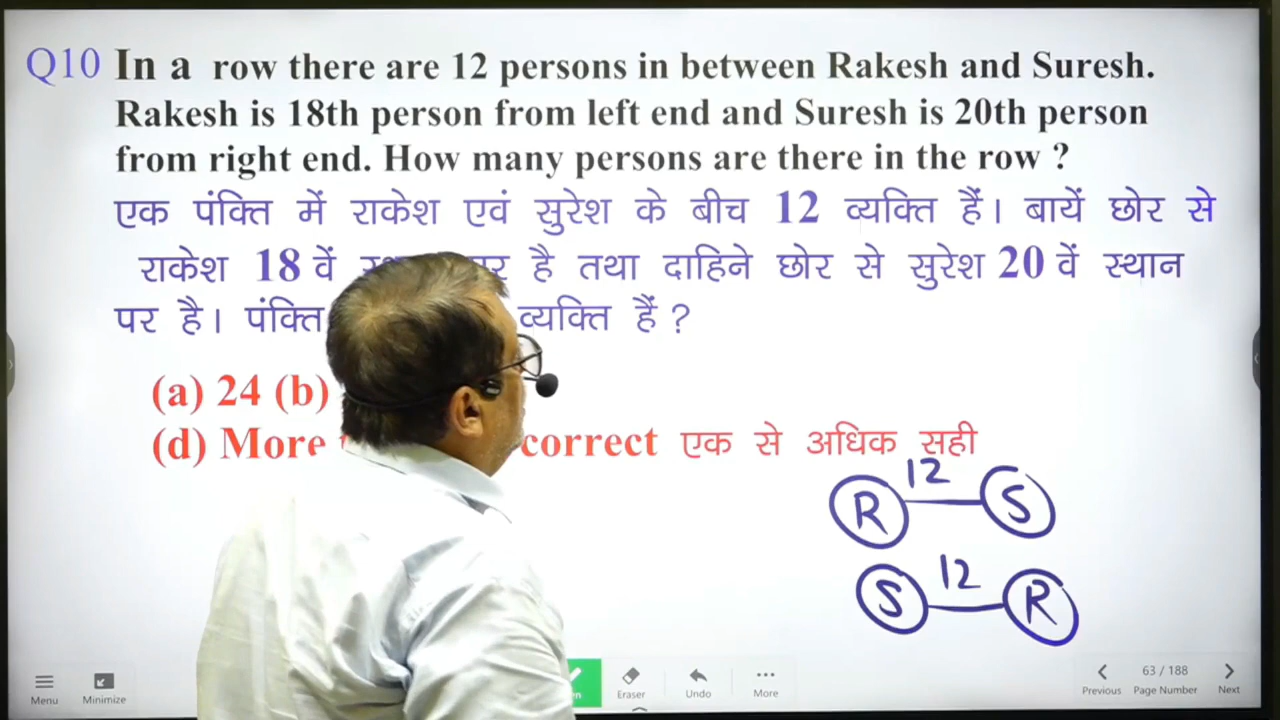 Q10 In a row there are 12 persons in between Rakesh and Suresh.
Rakesh is 18th person from left end and Suresh is 20th person
from right end. How many persons are there in the row ?
एक पंक्ति में राकेश एवं सुरेश के बीच 12 व्यक्ति हैं। बायें छोर से
राकेश 18 वें है तथा दाहिने छोर से सुरेश 20 वें स्थान
पर है। पंक्ति व्यक्ति हैं ?
(a) 24 (b)
(d) More correct एक से अधिक सही
R 12 S
S 12 R
Menu Minimize Eraser Undo More Previous 63 / 188 Page Number Next